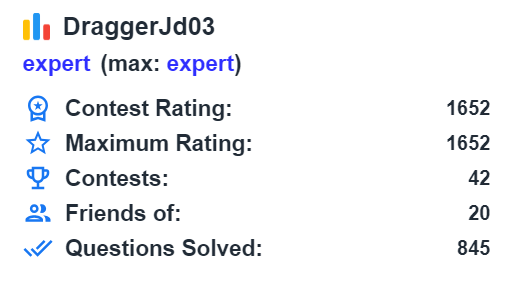 DraggerJd03
expert (max: expert)
Contest Rating: 1652
Maximum Rating: 1652
Contests: 42
Friends of: 20
Questions Solved: 845